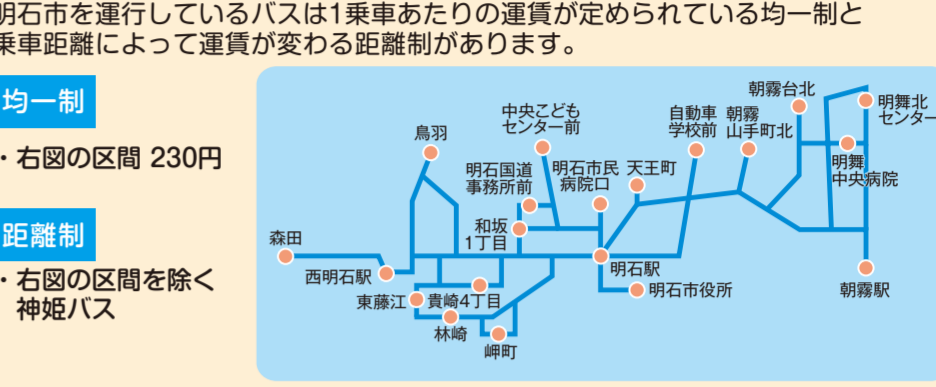 明石市を運行しているバスは1乗車あたりの運賃が定められている均一制と
乗車距離によって運賃が変わる距離制があります。
均一制
・右図の区間 230円
距離制
・右図の区間を除く
神姫バス
朝霧台北
明舞北
センター
中央こども
センター前
自動車
学校前
朝霧
山手町北
鳥羽
明石国道
事務所前
明石市民
病院口
天王町
明舞
中央病院
和坂
1丁目
森田
西明石駅
明石駅
東藤江
貴崎4丁目
明石市役所
朝霧駅
林崎
岬町